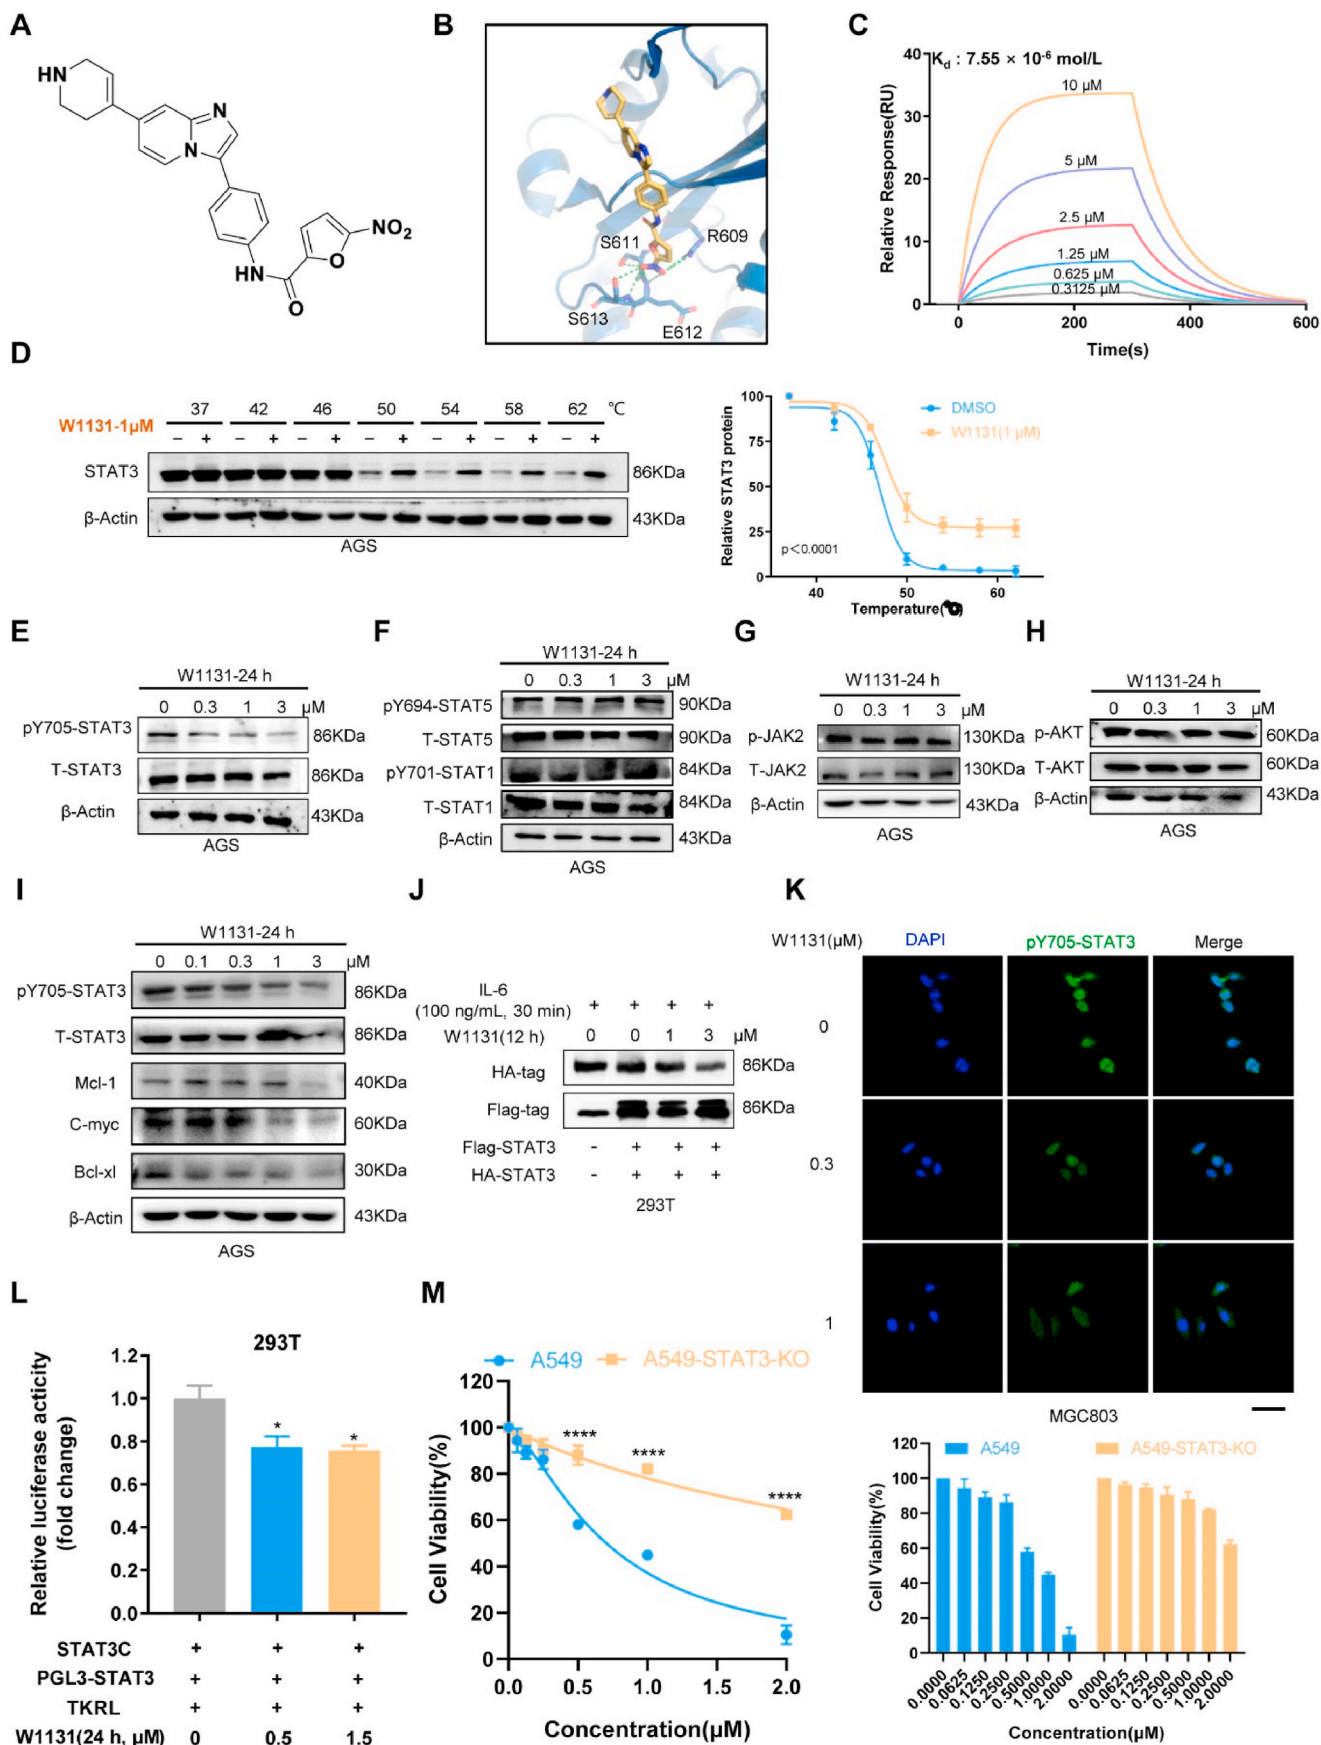 A
HN
N
N
NO₂
O
HN
O
B
S611
R609
S613
E612
C
Kd : 7.55 × 10⁻⁶ mol/L
Relative Response(RU)
40
30
20
10
0
10 μM
5 μM
2.5 μM
1.25 μM
0.625 μM
0.3125 μM
0 200 400 600
Time(s)
D
37 42 46 50 54 58 62 ℃
W1131-1μM
− + − + − + − + − + − + − +
STAT3 86KDa
β-Actin 43KDa
AGS
Relative STAT3 protein
100
75
50
25
0
DMSO
W1131(1 μM)
p<0.0001
40 50 60
Temperature(
E
W1131-24 h
0 0.3 1 3 μM
pY705-STAT3 86KDa
T-STAT3 86KDa
β-Actin 43KDa
AGS
F
W1131-24 h
0 0.3 1 3 μM
pY694-STAT5 90KDa
T-STAT5 90KDa
pY701-STAT1 84KDa
T-STAT1 84KDa
β-Actin 43KDa
AGS
G
W1131-24 h
0 0.3 1 3 μM
p-JAK2 130KDa
T-JAK2 130KDa
β-Actin 43KDa
AGS
H
W1131-24 h
0 0.3 1 3 μM
p-AKT 60KDa
T-AKT 60KDa
β-Actin 43KDa
AGS
I
W1131-24 h
0 0.1 0.3 1 3 μM
pY705-STAT3 86KDa
T-STAT3 86KDa
Mcl-1 40KDa
C-myc 60KDa
Bcl-xl 30KDa
β-Actin 43KDa
AGS
J
IL-6
(100 ng/mL, 30 min) + + + +
W1131(12 h) 0 0 1 3 μM
HA-tag 86KDa
Flag-tag 86KDa
Flag-STAT3 - + + +
HA-STAT3 - + + +
293T
K
W1131(μM) DAPI pY705-STAT3 Merge
0
0.3
1
MGC803
L
293T
Relative luciferase acticity
(fold change)
1.2
1.0
0.8
0.6
0.4
0.2
0.0
* *
STAT3C + + +
PGL3-STAT3 + + +
TKRL + + +
W1131(24 h, μM) 0 0.5 1.5
M
A549 A549-STAT3-KO
Cell Viability(%)
120
100
80
60
40
20
0
**** **** ****
0.0 0.5 1.0 1.5 2.0
Concentration(μM)
A549 A549-STAT3-KO
Cell Viability(%)
120
100
80
60
40
20
0
0.0000 0.0625 0.1250 0.2500 0.5000 1.0000 2.0000 0.0000 0.0625 0.1250 0.2500 0.5000 1.0000 2.0000
Concentration(μM)